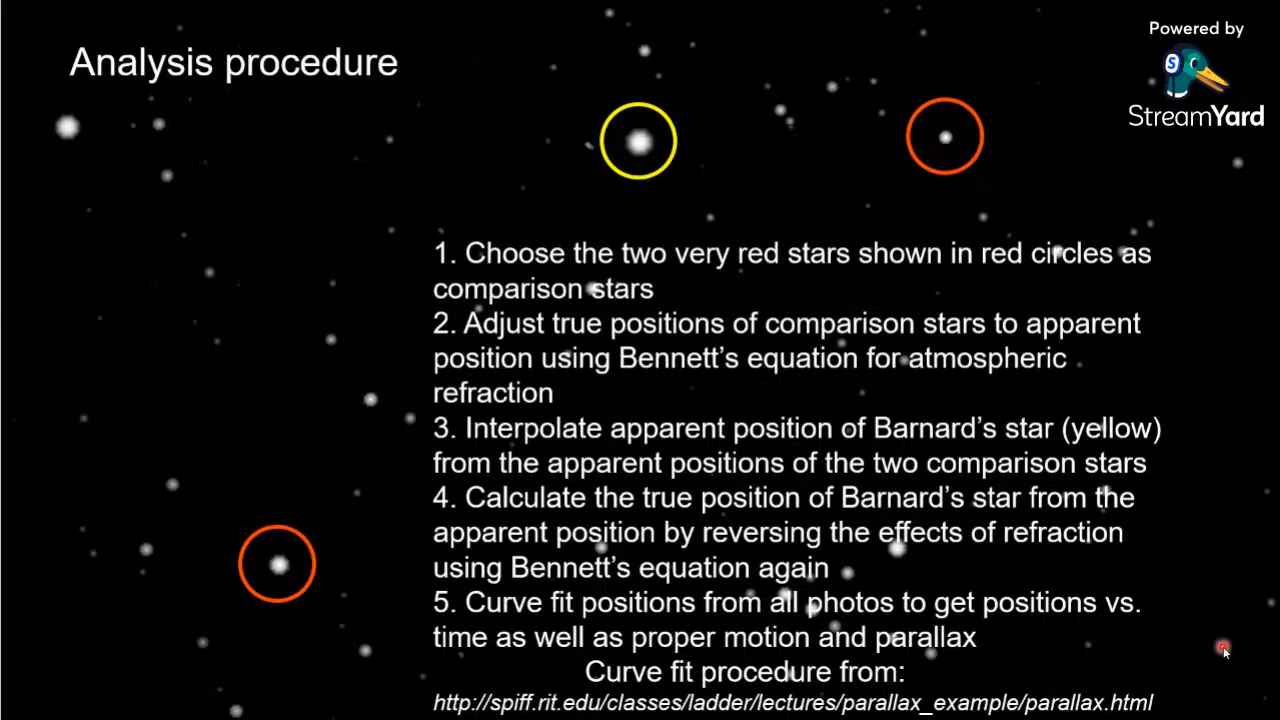 Analysis procedure
Powered by
StreamYard
1. Choose the two very red stars shown in red circles as
comparison stars
2. Adjust true positions of comparison stars to apparent
position using Bennett's equation for atmospheric
refraction
3. Interpolate apparent position of Barnard's star (yellow)
from the apparent positions of the two comparison stars
4. Calculate the true position of Barnard's star from the
apparent position by reversing the effects of refraction
using Bennett's equation again
5. Curve fit positions from all photos to get positions vs.
time as well as proper motion and parallax
Curve fit procedure from:
http://spiff.rit.edu/classes/ladder/lectures/parallax_example/parallax.html